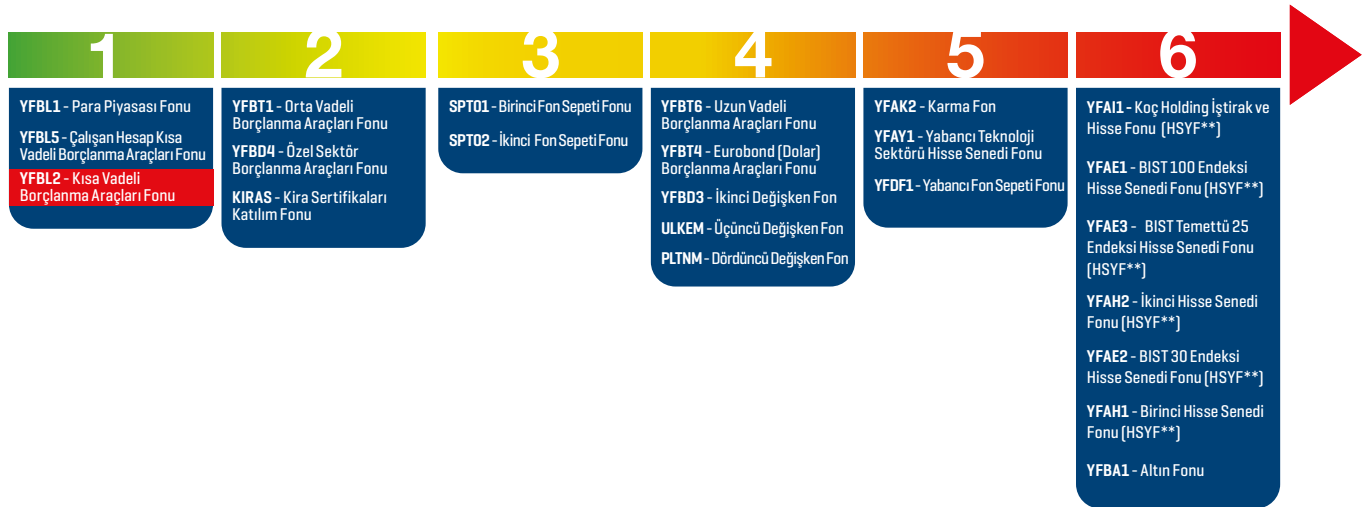 1
YFBL1 - Para Piyasası Fonu
YFBL5 - Çalışan Hesap Kısa
Vadeli Borçlanma Araçları Fonu
YFBL2 - Kısa Vadeli
Borçlanma Araçları Fonu
2
YFBT1 - Orta Vadeli
Borçlanma Araçları Fonu
YFBD4 - Özel Sektör
Borçlanma Araçları Fonu
KIRAS - Kira Sertifikaları
Katılım Fonu
3
SPT01 - Birinci Fon Sepeti Fonu
SPT02 - İkinci Fon Sepeti Fonu
4
YFBT6 - Uzun Vadeli
Borçlanma Araçları Fonu
YFBT4 - Eurobond (Dolar)
Borçlanma Araçları Fonu
YFBD3 - İkinci Değişken Fon
ULKEM - Üçüncü Değişken Fon
PLTNM - Dördüncü Değişken Fon
5
YFAK2 - Karma Fon
YFAY1 - Yabancı Teknoloji
Sektörü Hisse Senedi Fonu
YFDF1 - Yabancı Fon Sepeti Fonu
6
YFAI1 - Koç Holding İştirak ve
Hisse Fonu (HSYF**)
YFAE1 - BIST 100 Endeksi
Hisse Senedi Fonu (HSYF**)
YFAE3 - BIST Temettü 25
Endeksi Hisse Senedi Fonu
(HSYF**)
YFAH2 - İkinci Hisse Senedi
Fonu (HSYF**)
YFAE2 - BIST 30 Endeksi
Hisse Senedi Fonu (HSYF**)
YFAH1 - Birinci Hisse Senedi
Fonu (HSYF**)
YFBA1 - Altın Fonu